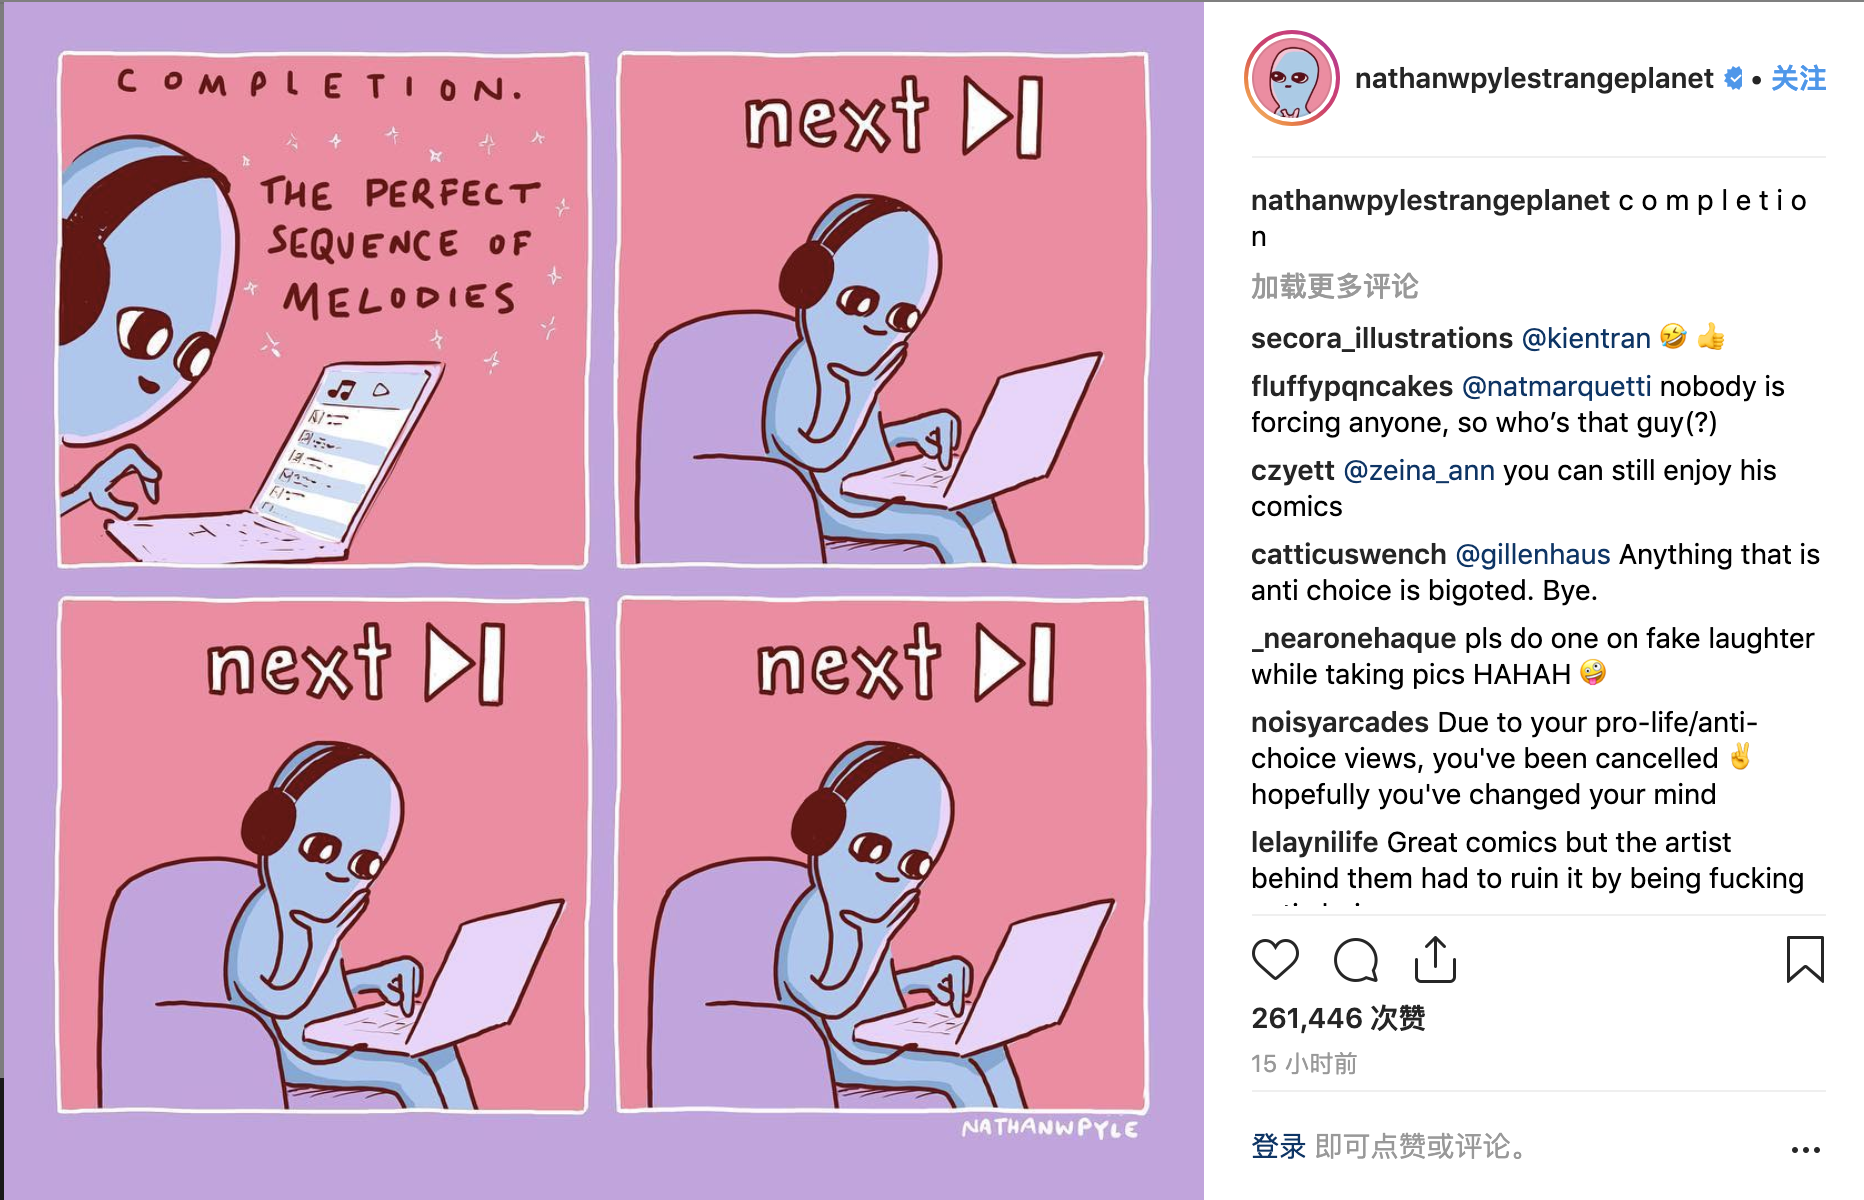 COMPLETION.
THE PERFECT
SEQUENCE OF
MELODIES
next
next
next
NATHANWPYLE
nathanwpylestrangeplanet • 关注
nathanwpylestrangeplanet c o m p l e t i o
n
加载更多评论
secora_illustrations @kientran 🤣 👍
fluffypqncakes @natmarquetti nobody is
forcing anyone, so who’s that guy(?)
czyett @zeina_ann you can still enjoy his
comics
catticuswench @gillenhaus Anything that is
anti choice is bigoted. Bye.
_nearonehaque pls do one on fake laughter
while taking pics HAHAH 🤪
noisyarcades Due to your pro-life/anti-
choice views, you've been cancelled ✌
hopefully you've changed your mind
lelaynilife Great comics but the artist
behind them had to ruin it by being fucking
261,446 次赞
15 小时前
登录 即可点赞或评论。